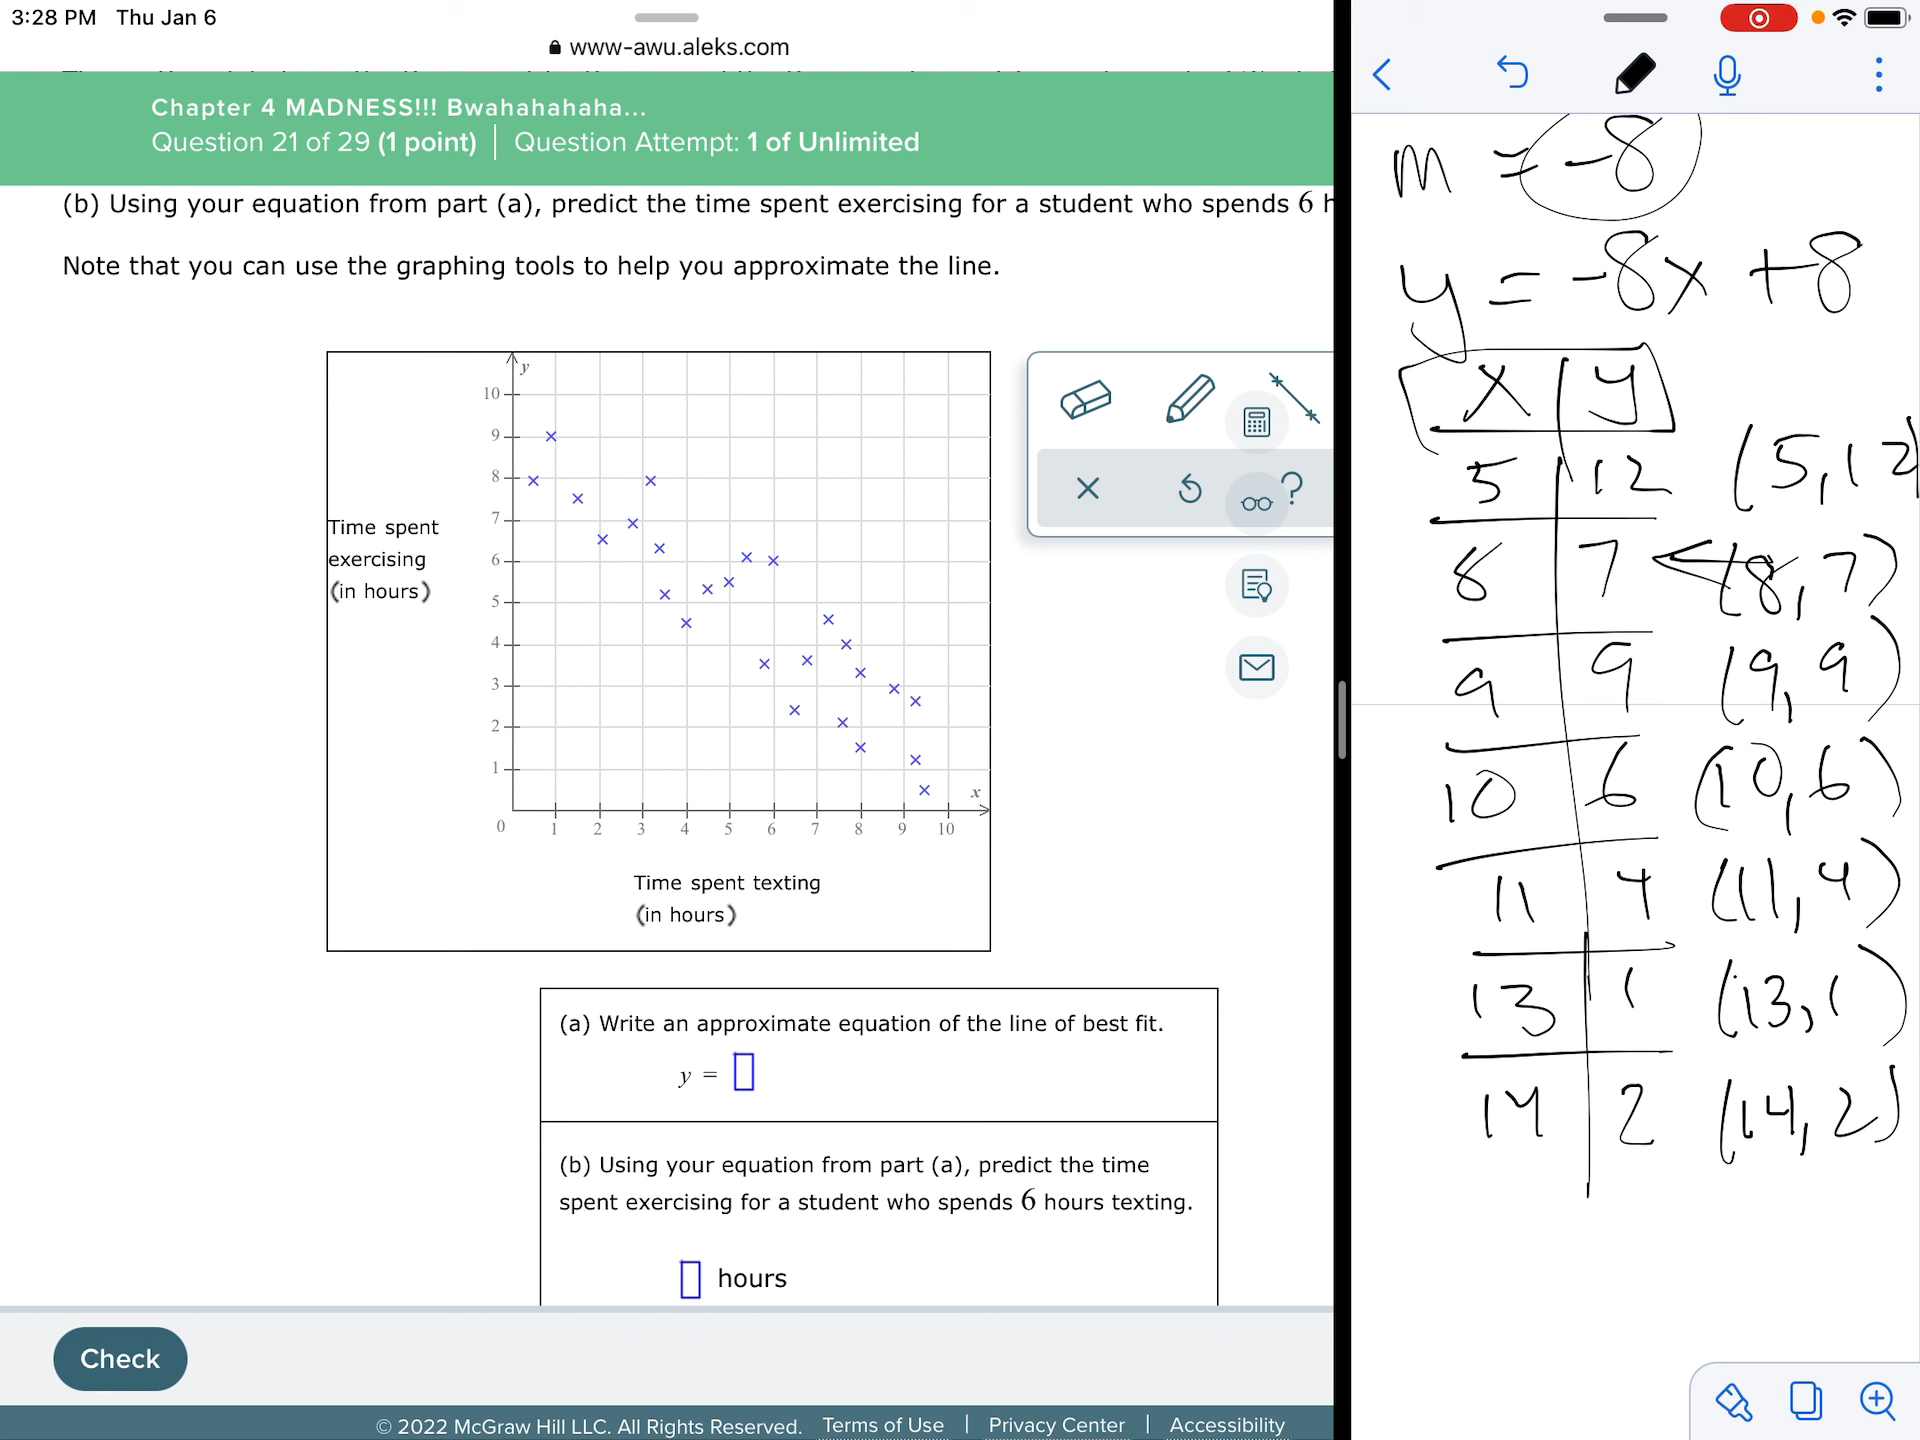 3:28 PM Thu Jan 6
www-awu.aleks.com
Chapter 4 MADNESS!!! Bwahahahaha...
Question 21 of 29 (1 point) | Question Attempt: 1 of Unlimited
(b) Using your equation from part (a), predict the time spent exercising for a student who spends 6 h
Note that you can use the graphing tools to help you approximate the line.
y
10
9
8
7
6
5
4
3
2
1
Time spent
exercising
(in hours)
x
0 1 2 3 4 5 6 7 8 9 10
Time spent texting
(in hours)
?
(a) Write an approximate equation of the line of best fit.
y =
(b) Using your equation from part (a), predict the time
spent exercising for a student who spends 6 hours texting.
hours
Check
© 2022 McGraw Hill LLC. All Rights Reserved. Terms of Use | Privacy Center | Accessibility
m = -8
y = -8x +8
x y
5 12 (5,12
8 7 (8,7)
9 9 (9,9)
10 6 (10,6)
11 4 (11,4)
13 1 (13,1)
14 2 (14,2)